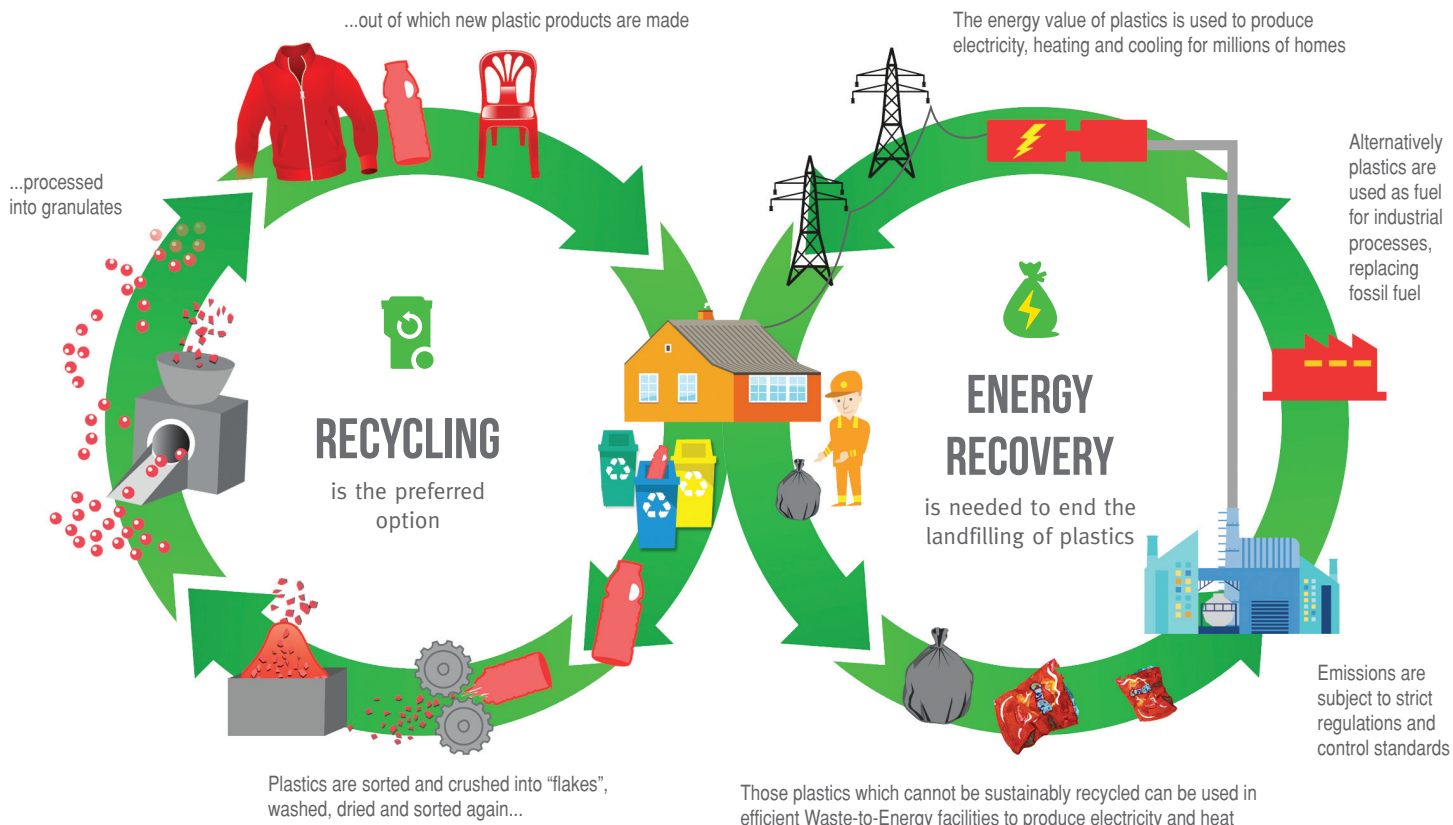 ...out of which new plastic products are made
The energy value of plastics is used to produce
electricity, heating and cooling for millions of homes
Alternatively
plastics are
used as fuel
for industrial
processes,
replacing
fossil fuel
...processed
into granulates
RECYCLING
is the preferred
option
ENERGY
RECOVERY
is needed to end the
landfilling of plastics
Emissions are
subject to strict
regulations and
control standards
Plastics are sorted and crushed into “flakes”,
washed, dried and sorted again...
Those plastics which cannot be sustainably recycled can be used in
efficient Waste-to-Energy facilities to produce electricity and heat